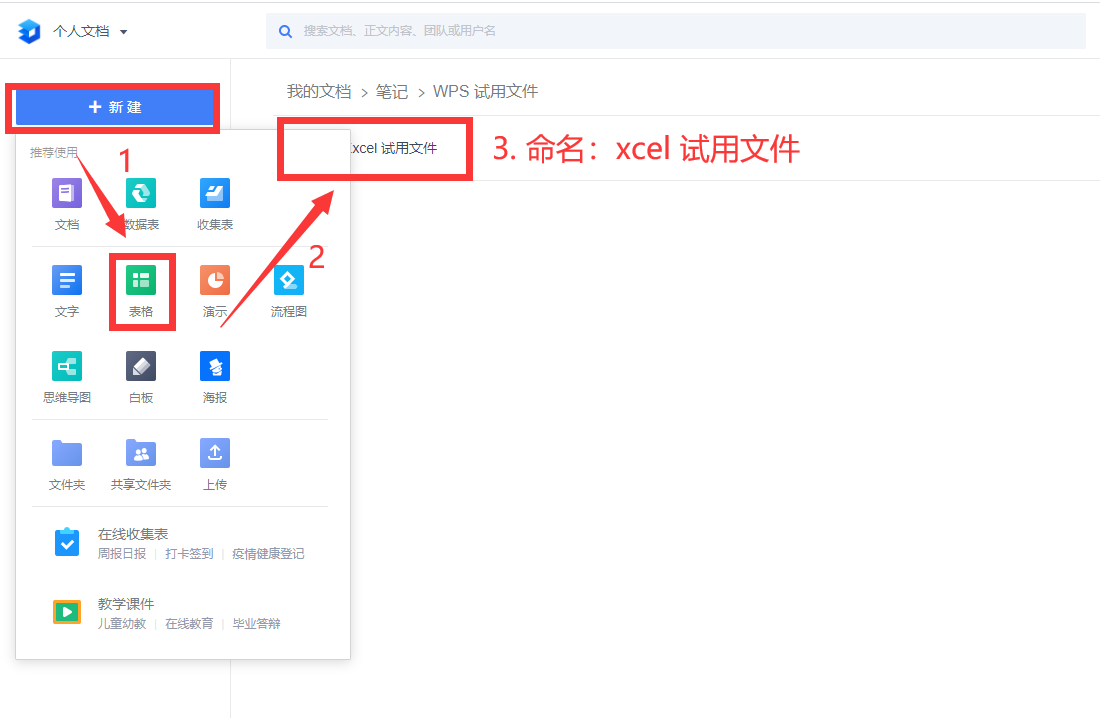 个人文档
搜索文档、正文内容、团队或用户名
新建
我的文档 > 笔记 > WPS 试用文件
推荐使用
1
xcel 试用文件
3. 命名：xcel 试用文件
文档
数据表
收集表
2
文字
表格
演示
流程图
思维导图
白板
海报
文件夹
共享文件夹
上传
在线收集表
周报日报 | 打卡签到 | 疫情健康登记
教学课件
儿童幼教 | 在线教育 | 毕业答辩